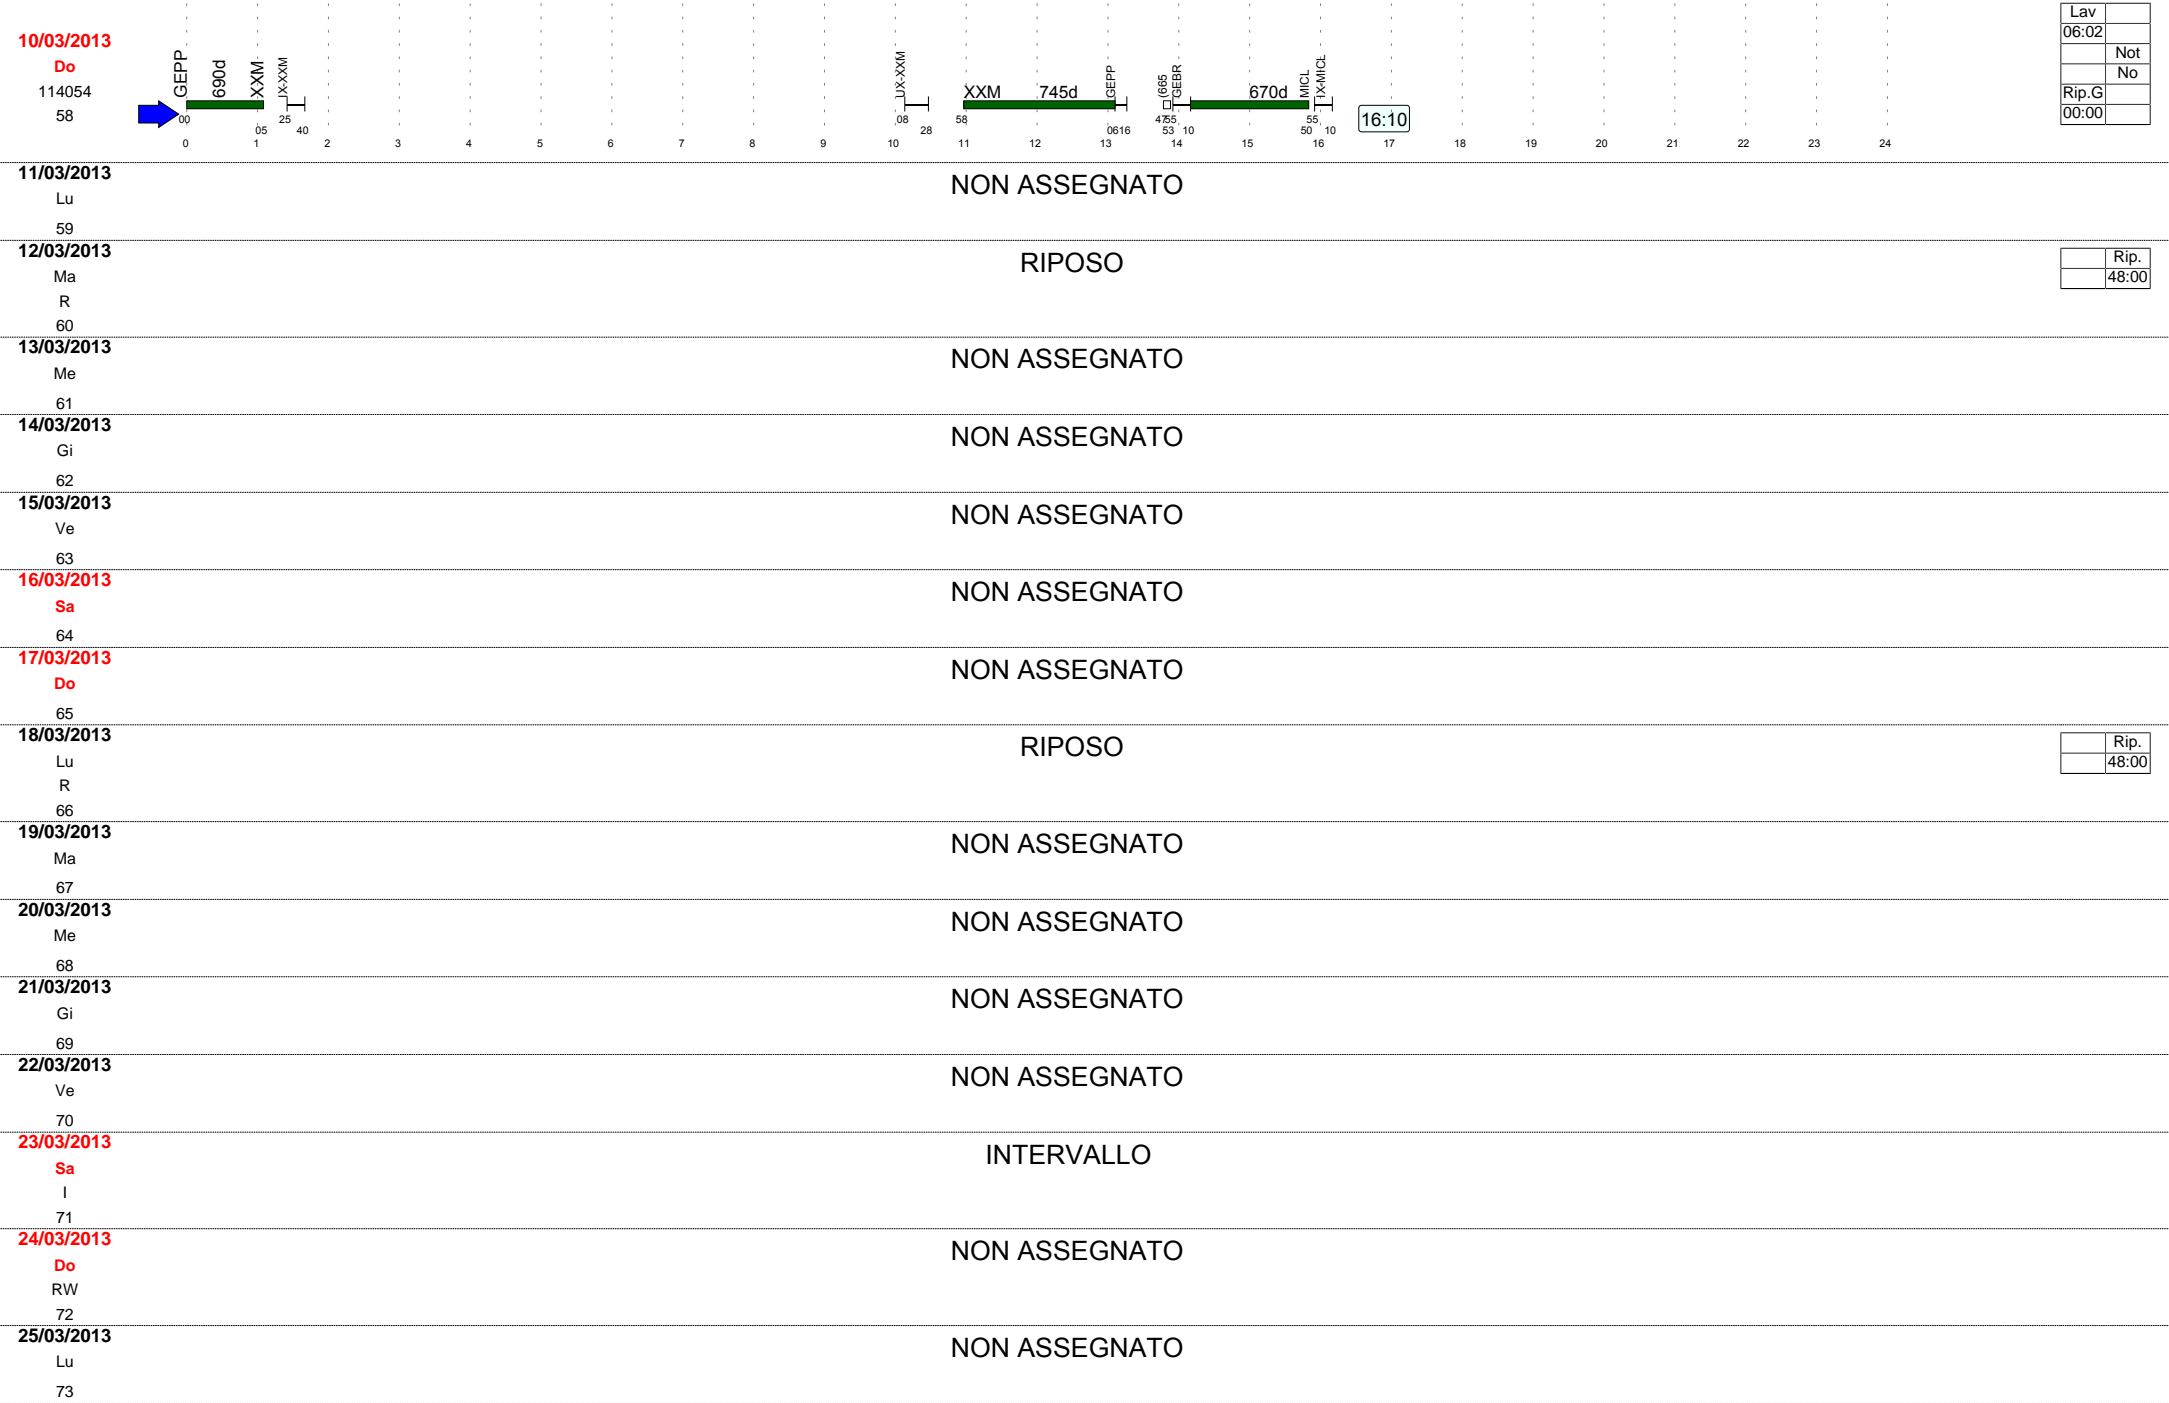 10/03/2013
Do
114054
58
GEPP 690d XXM IX-XXM UX-XXM XXM 745d GEPP (665 GEBR 670d MICL IX-MICL
00 05 25 40 08 28 58 06 16 47 53 55 10 50 55 10
16:10
0 1 2 3 4 5 6 7 8 9 10 11 12 13 14 15 16 17 18 19 20 21 22 23 24
Lav
06:02
Not
No
Rip.G
00:00
11/03/2013
Lu
59
NON ASSEGNATO
12/03/2013
Ma
R
60
RIPOSO
Rip.
48:00
13/03/2013
Me
61
NON ASSEGNATO
14/03/2013
Gi
62
NON ASSEGNATO
15/03/2013
Ve
63
NON ASSEGNATO
16/03/2013
Sa
64
NON ASSEGNATO
17/03/2013
Do
65
NON ASSEGNATO
18/03/2013
Lu
R
66
RIPOSO
Rip.
48:00
19/03/2013
Ma
67
NON ASSEGNATO
20/03/2013
Me
68
NON ASSEGNATO
21/03/2013
Gi
69
NON ASSEGNATO
22/03/2013
Ve
70
NON ASSEGNATO
23/03/2013
Sa
I
71
INTERVALLO
24/03/2013
Do
RW
72
NON ASSEGNATO
25/03/2013
Lu
73
NON ASSEGNATO